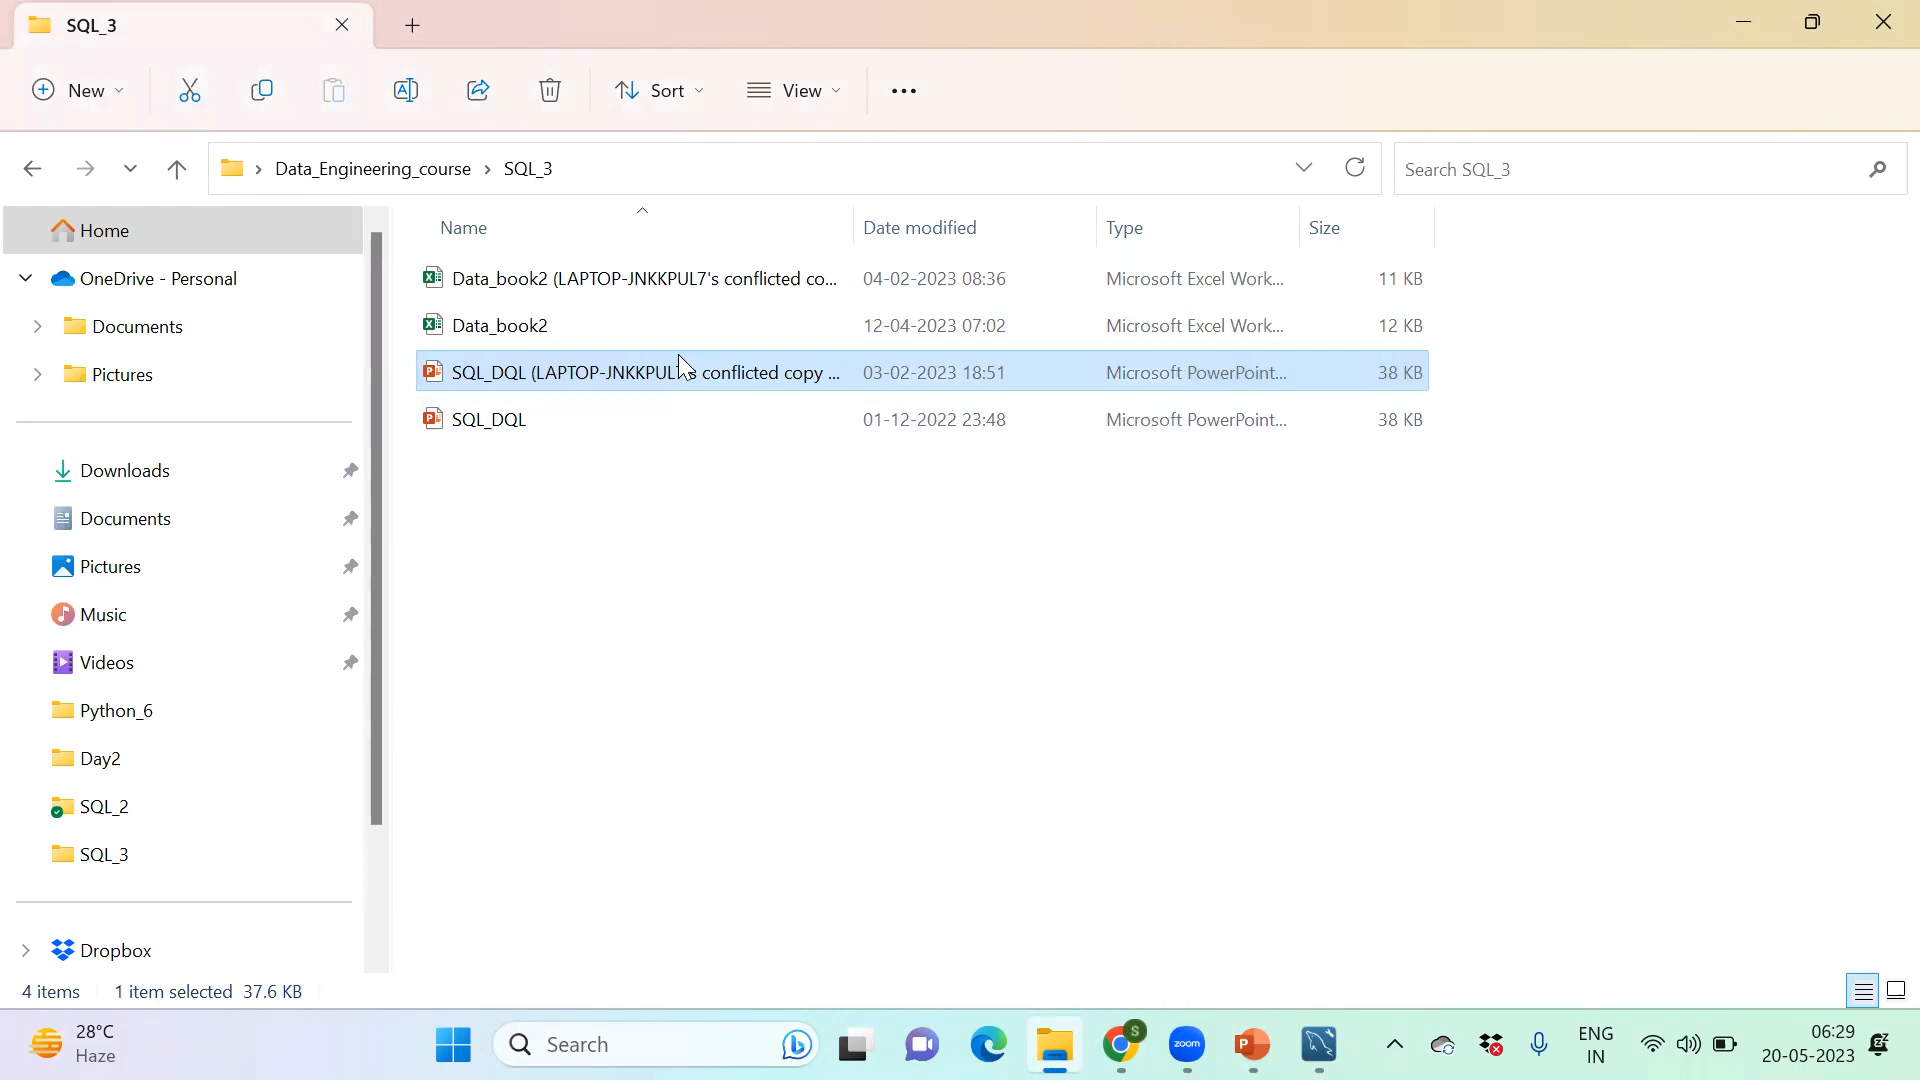 SQL_3
New
Sort
View
Data_Engineering_course
SQL_3
Search SQL_3
Name
Date modified
Type
Size
Home
OneDrive - Personal
Documents
Pictures
Downloads
Documents
Pictures
Music
Videos
Python_6
Day2
SQL_2
SQL_3
Dropbox
Data_book2 (LAPTOP-JNKKPUL7's conflicted co... 04-02-2023 08:36 Microsoft Excel Work... 11 KB
Data_book2 12-04-2023 07:02 Microsoft Excel Work... 12 KB
SQL_DQL (LAPTOP-JNKKPUL7's conflicted copy ... 03-02-2023 18:51 Microsoft PowerPoint... 38 KB
SQL_DQL 01-12-2022 23:48 Microsoft PowerPoint... 38 KB
4 items 1 item selected 37.6 KB
28°C
Haze
Search
S
zoom
ENG
IN
06:29
20-05-2023